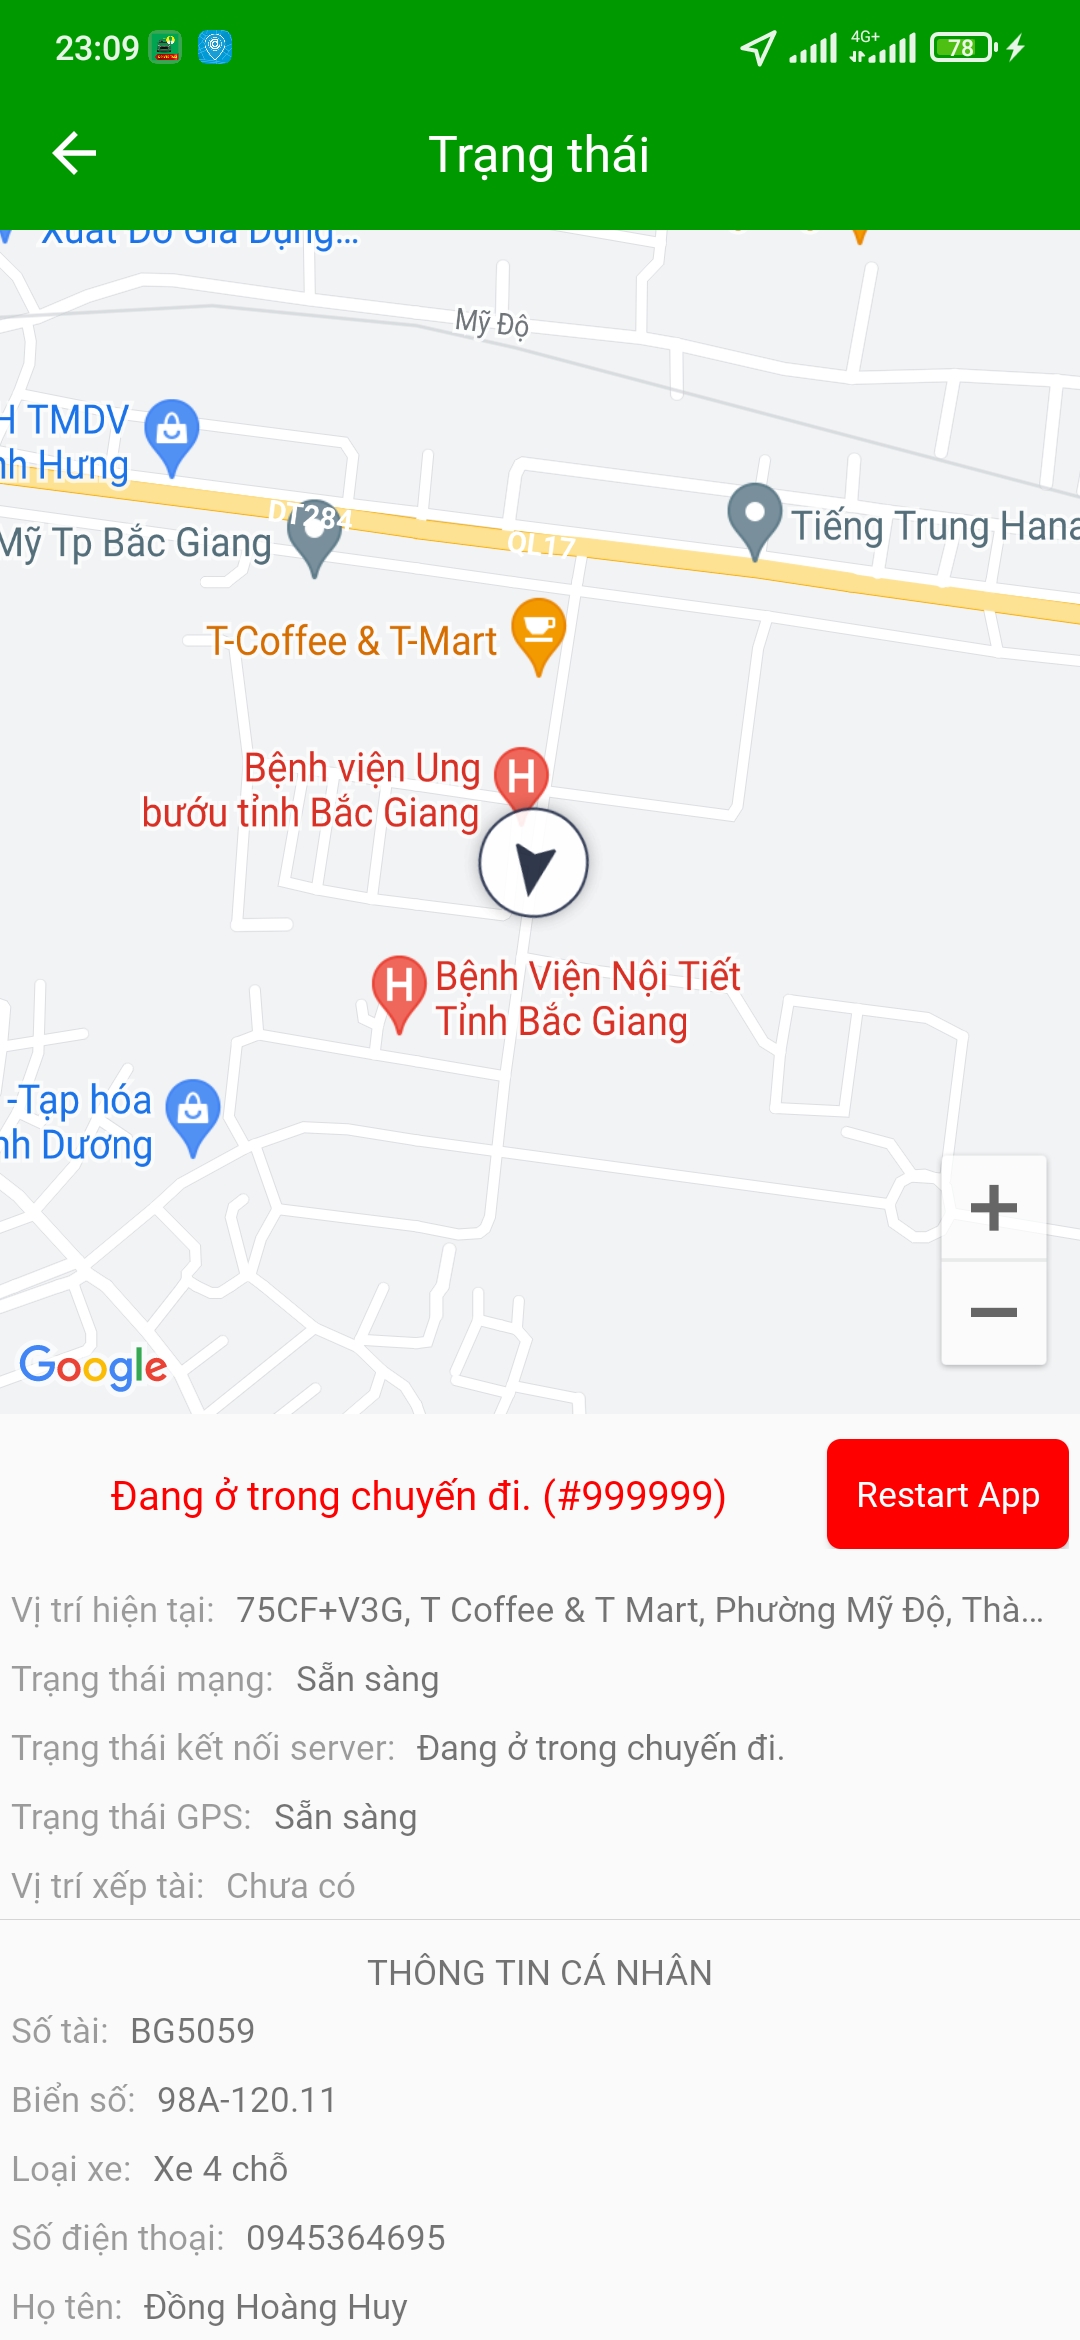 23:09
4G+
78
Trạng thái
Xuất Đồ Gia Dụng...
Mỹ Độ
H TMDV
nh Hưng
DT284
QL17
Mỹ Tp Bắc Giang
Tiếng Trung Hana
T-Coffee & T-Mart
Bệnh viện Ung
bướu tỉnh Bắc Giang
Bệnh Viện Nội Tiết
Tỉnh Bắc Giang
-Tạp hóa
nh Dương
Google
Đang ở trong chuyến đi. (#999999)
Restart App
Vị trí hiện tại: 75CF+V3G, T Coffee & T Mart, Phường Mỹ Độ, Thà...
Trạng thái mạng: Sẵn sàng
Trạng thái kết nối server: Đang ở trong chuyến đi.
Trạng thái GPS: Sẵn sàng
Vị trí xếp tài: Chưa có
THÔNG TIN CÁ NHÂN
Số tài: BG5059
Biển số: 98A-120.11
Loại xe: Xe 4 chỗ
Số điện thoại: 0945364695
Họ tên: Đồng Hoàng Huy